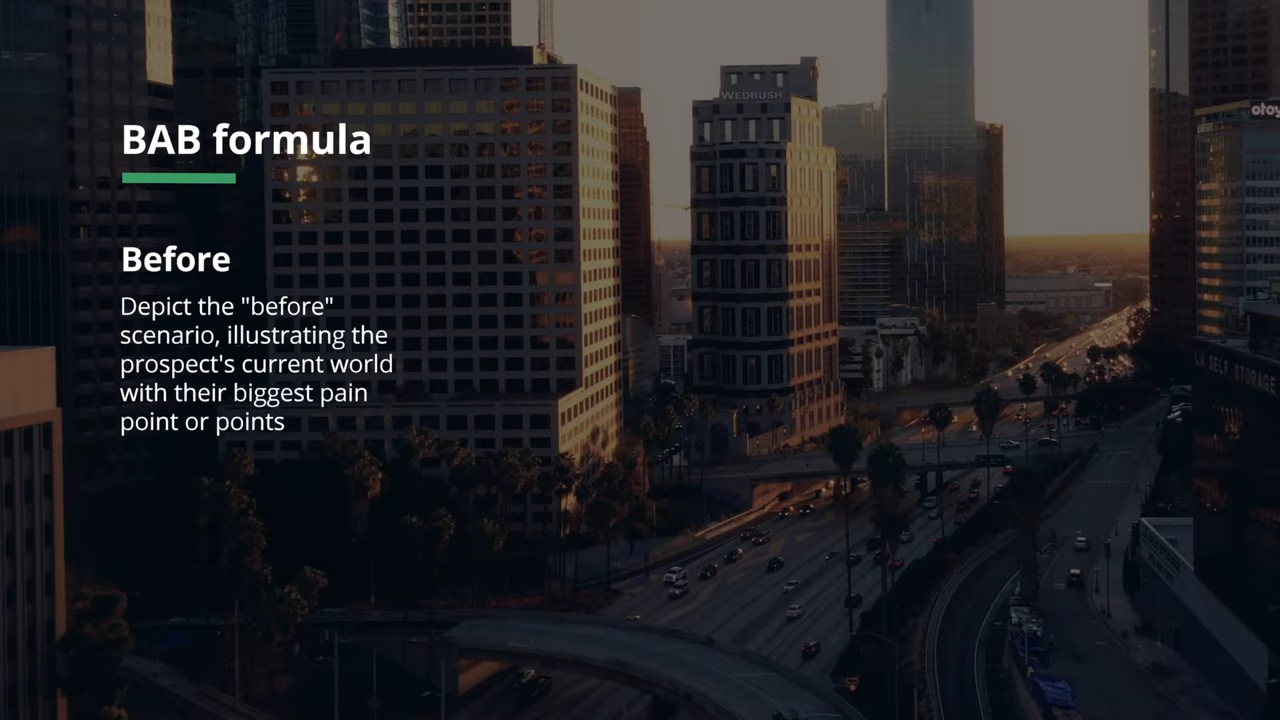 BAB formula
Before
Depict the "before"
scenario, illustrating the
prospect's current world
with their biggest pain
point or points
WEDBUSH
otoy
LA SELF STORAGE